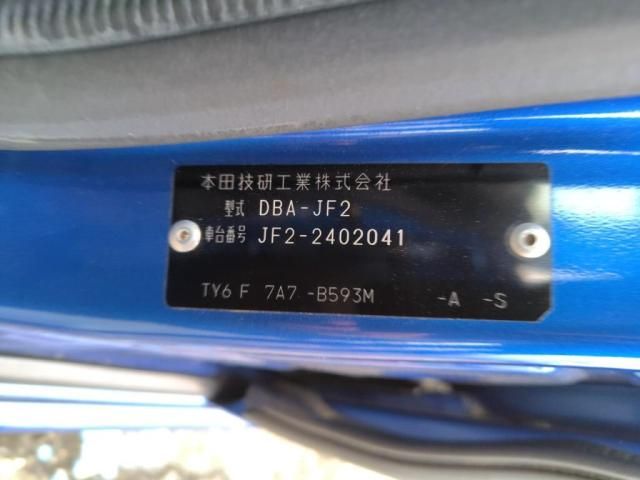 本田技研工業株式会社
型式 DBA-JF2
車台番号 JF2-2402041
TY6 F 7A7 -B593M -A -S